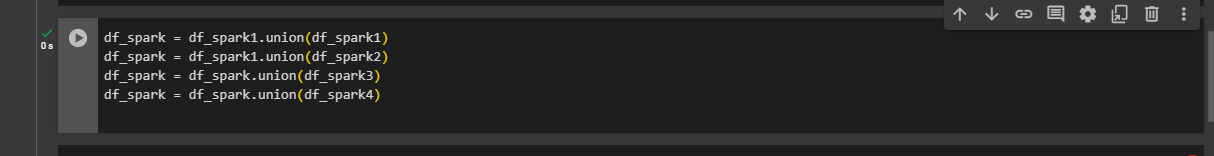 0s
df_spark = df_spark1.union(df_spark1)
df_spark = df_spark1.union(df_spark2)
df_spark = df_spark.union(df_spark3)
df_spark = df_spark.union(df_spark4)